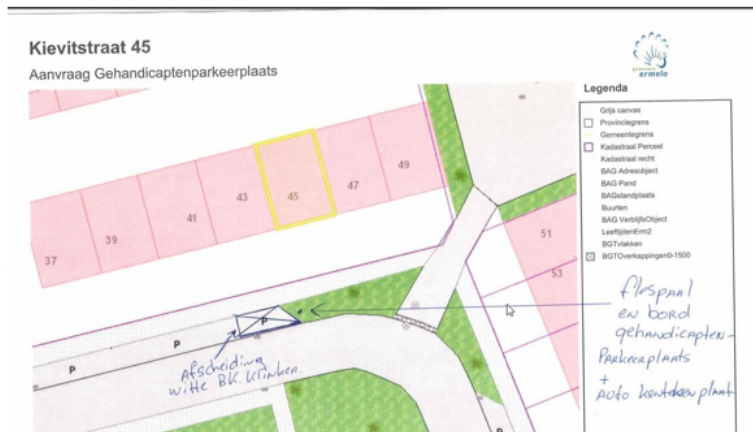 Kievitstraat 45
Aanvraag Gehandicaptenparkeerplaats
gemeente
ermelo
Legenda
Grijs canvas
Provinciegrens
Gemeentegrens
Kadastraal Perceel
Kadastraal recht
BAG Adresobject
BAG Pand
BAGstandplaats
Buurten
BAG VerblijfsObject
LeeftijdenErm2
BGTvlakken
BGTOverkappingen0-1500
49
47
45
43
41
39
37
51
53
P
P
P
P
Afscheiding
witte BK. Klinker.
flespaal
en bord
gehandicapten-
Parkeerplaats
+
Auto kentekenplaat